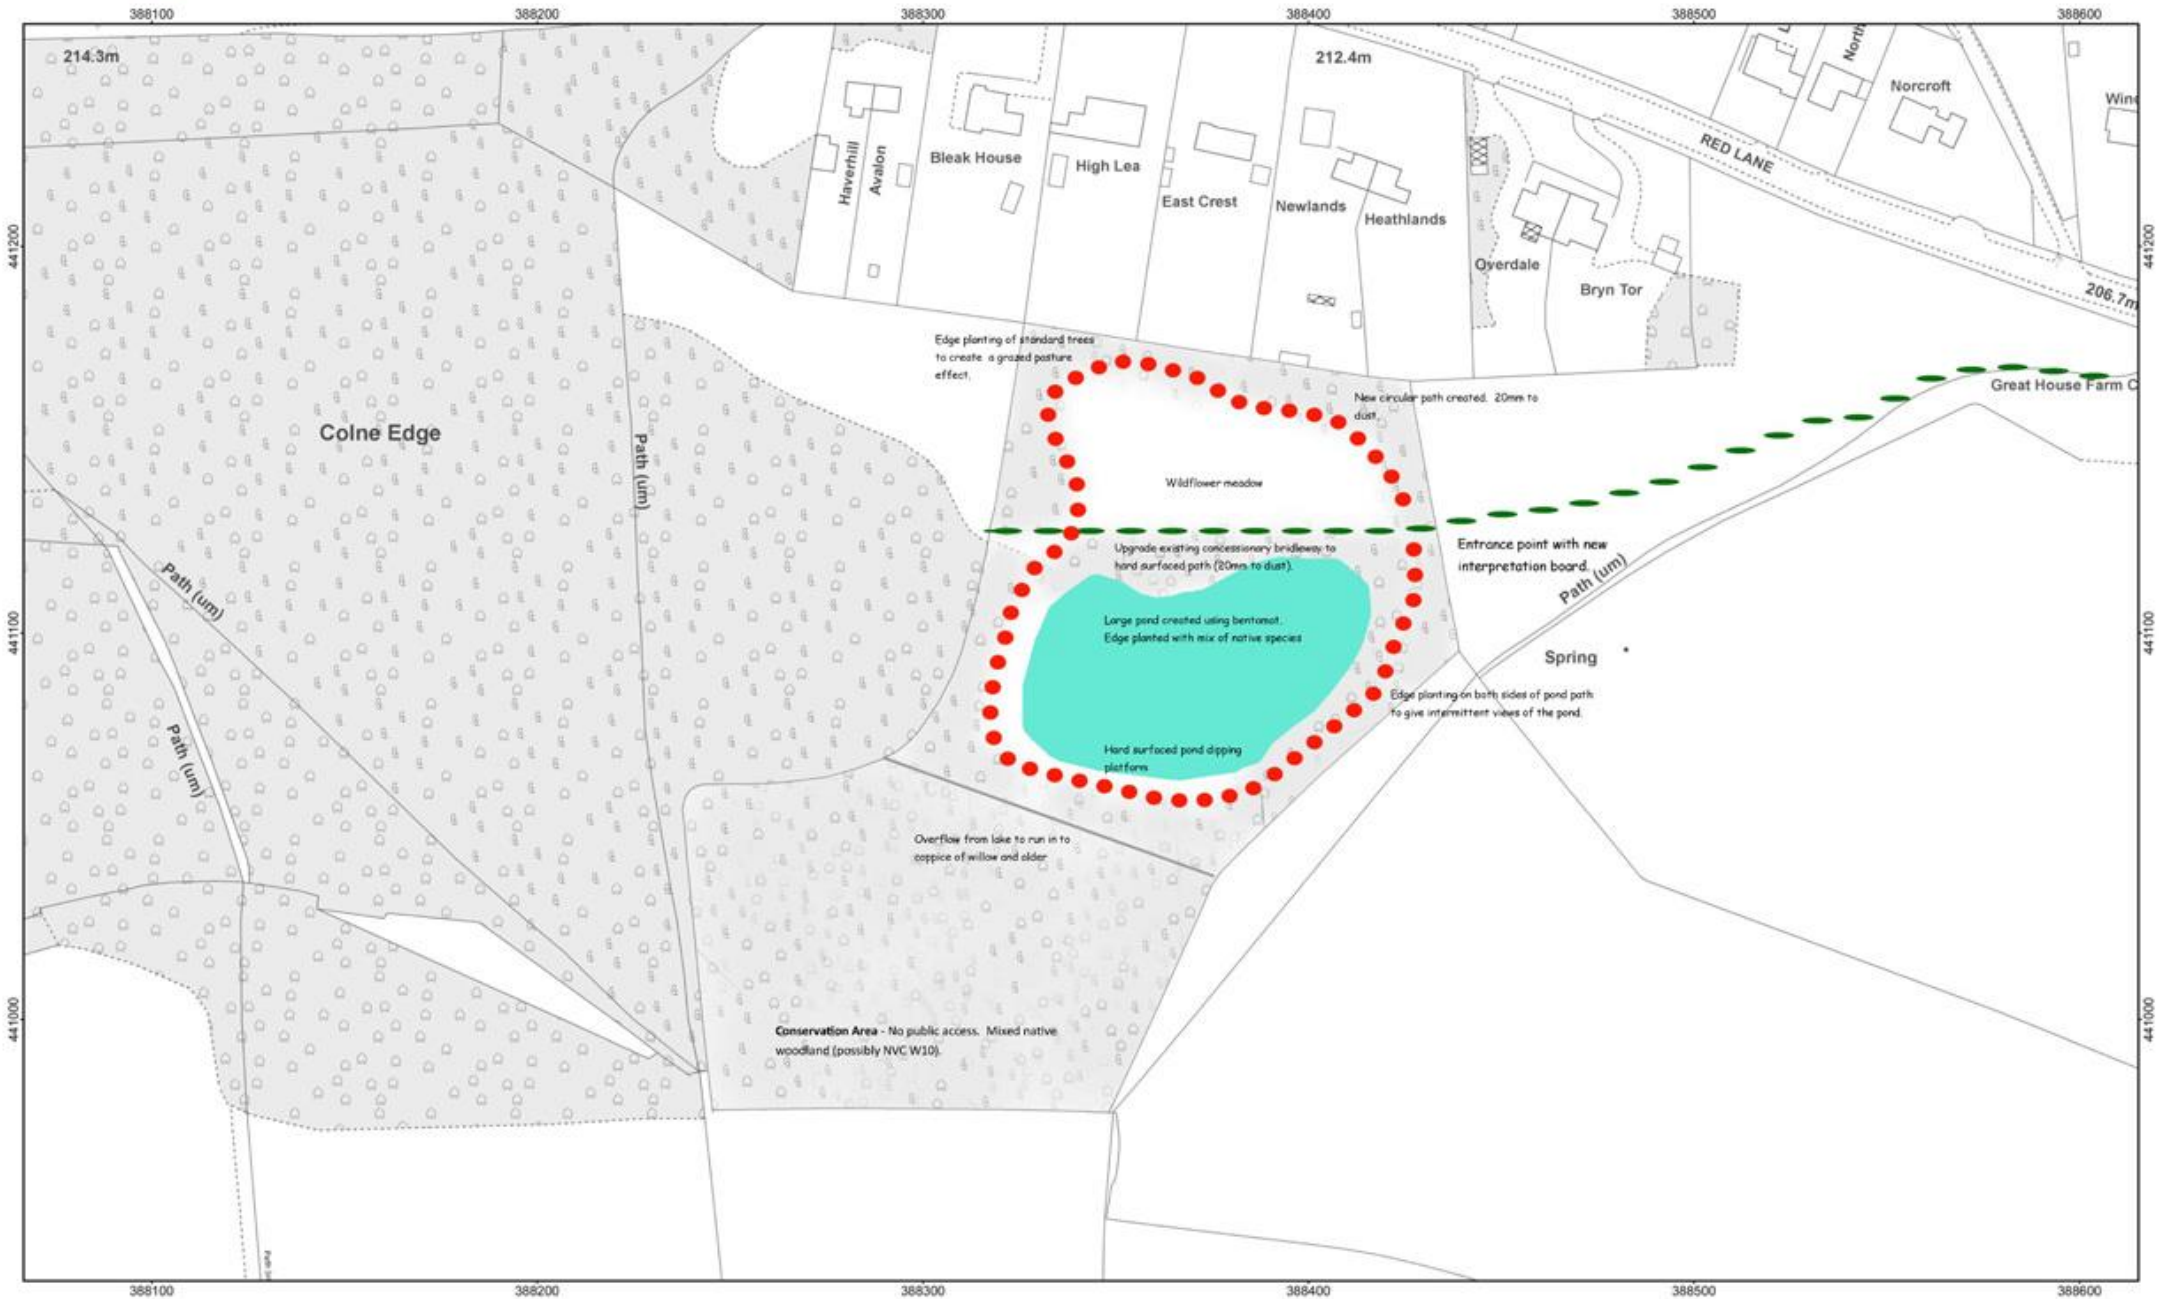 388100
388200
388300
388400
388500
388600
214.3m
212.4m
North
Norcroft
RED LANE
Haverhill
Avalon
Bleak House
High Lea
East Crest
Newlands
Heathlands
Overdale
Bryn Tor
206.7m
441200
441200
Edge planting of standard trees
to create a grazed pasture
effect.
New circular path created. 20mm to
dust.
Great House Farm C
Colne Edge
Path (um)
Wildflower meadow
Upgrade existing concessionary bridleway to
hard surfaced path (20mm to dust).
Entrance point with new
interpretation board.
Path (um)
Path (um)
441100
441100
Large pond created using bentomat.
Edge planted with mix of native species
Spring
Edge planting on both sides of pond path
to give intermittent views of the pond.
Path (um)
Hard surfaced pond dipping
platform
Overflow from lake to run in to
coppice of willow and alder
441000
441000
Conservation Area - No public access. Mixed native
woodland (possibly NVC W10).
388100
388200
388300
388400
388500
388600